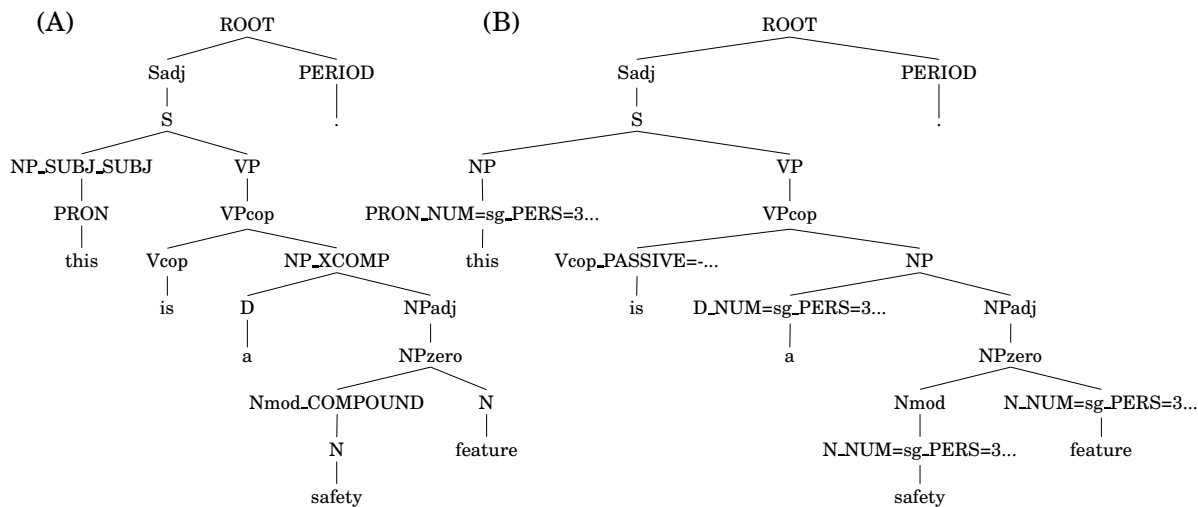 (A) ROOT (B) ROOT
Sadj PERIOD Sadj PERIOD
S . S .
NP_SUBJ_SUBJ VP NP VP
PRON VPcop PRON_NUM=sg_PERS=3... VPcop
this Vcop NP_XCOMP this Vcop_PASSIVE=-... NP
is D NPadj is D_NUM=sg_PERS=3... NPadj
a NPzero a NPzero
Nmod_COMPOUND N Nmod N_NUM=sg_PERS=3...
N feature N_NUM=sg_PERS=3... feature
safety safety